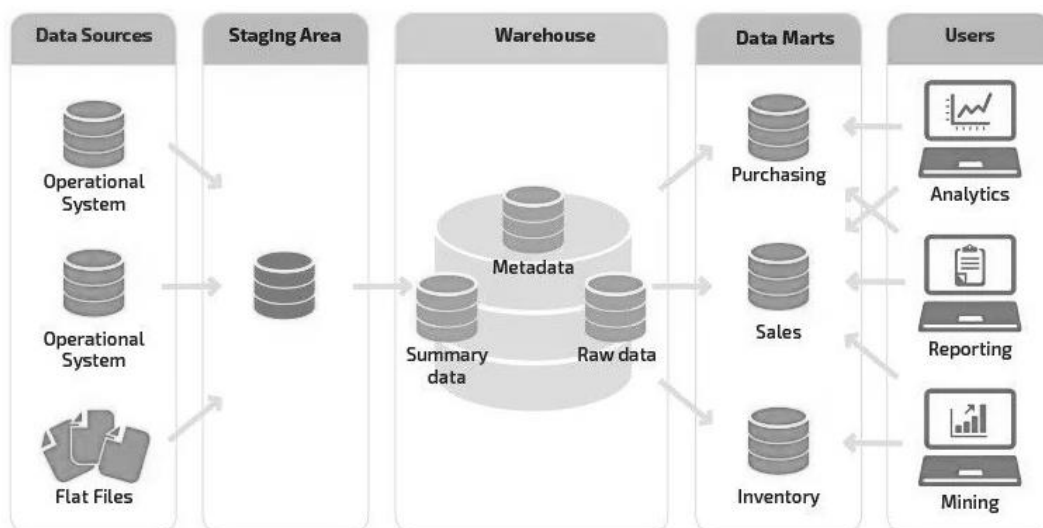 Data Sources
Staging Area
Warehouse
Data Marts
Users
Operational
System
Operational
System
Flat Files
Metadata
Summary
data
Raw data
Purchasing
Sales
Inventory
Analytics
Reporting
Mining